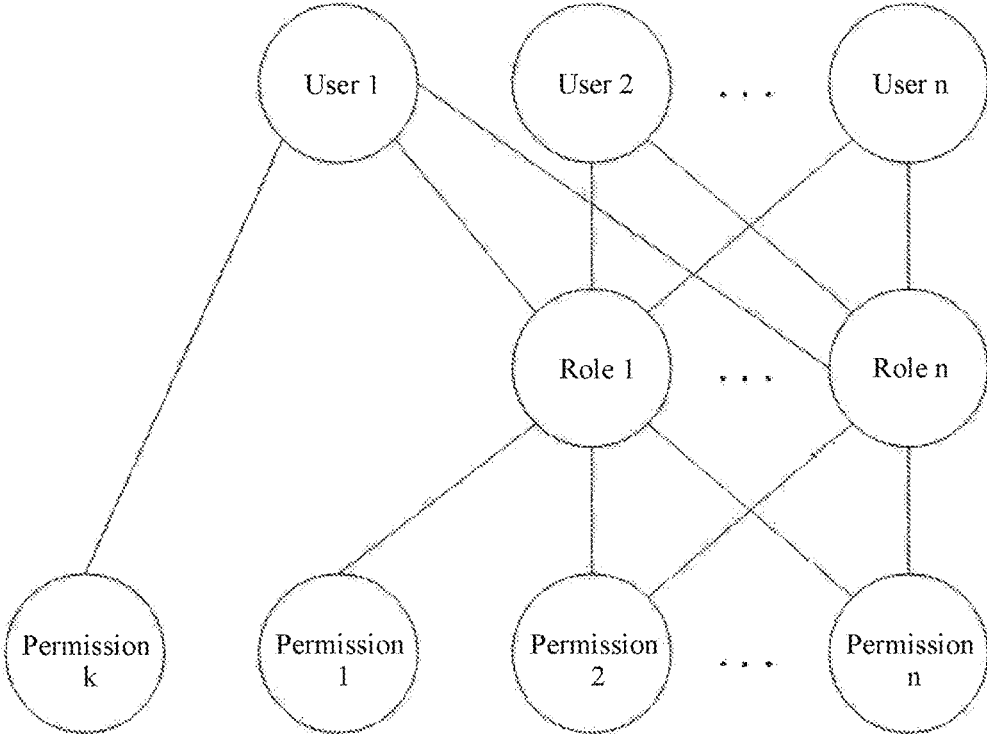 User 1
User 2
. . .
User n
Role 1
. . .
Role n
Permission
k
Permission
1
Permission
2
. . .
Permission
n